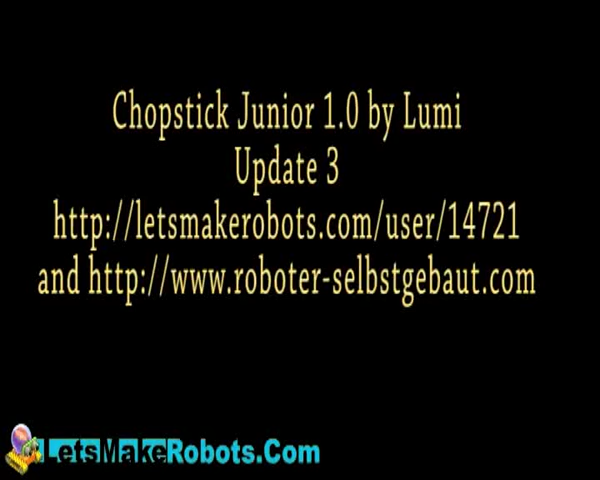 Chopstick Junior 1.0 by Lumi
Update 3
http://letsmakerobots.com/user/14721
and http://www.roboter-selbstgebaut.com
LetsMakeRobots.Com